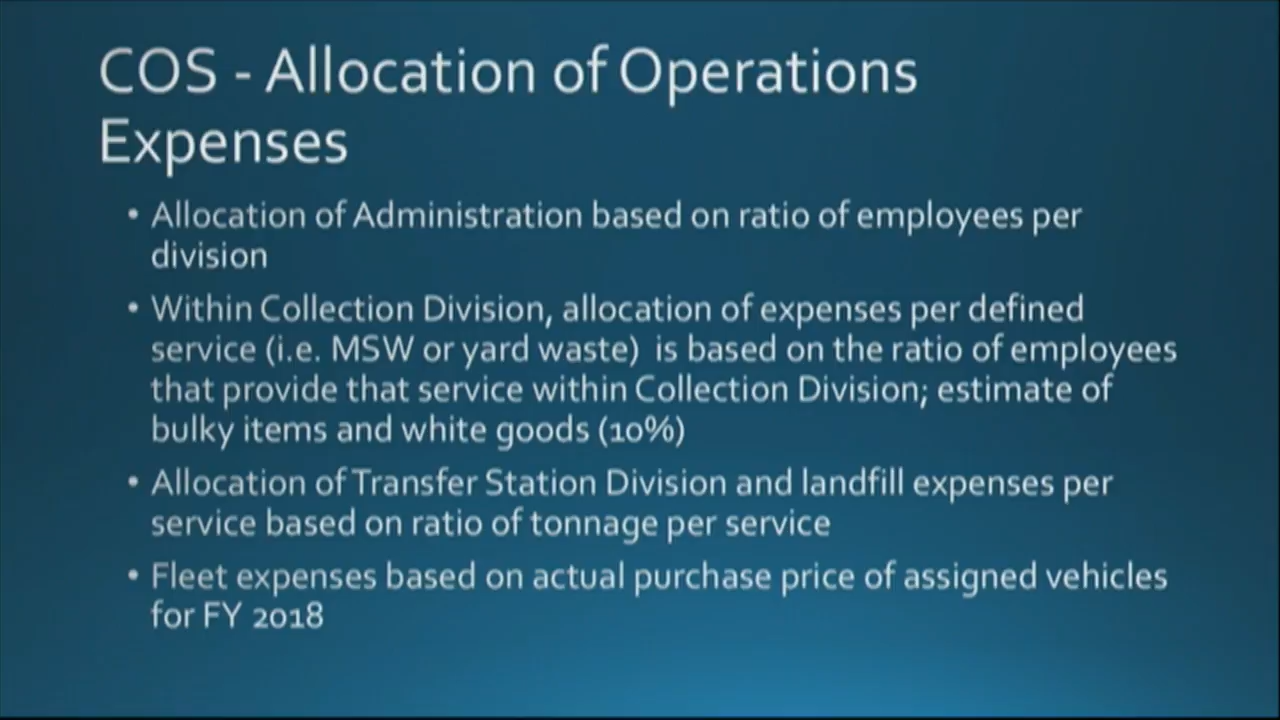 COS - Allocation of Operations
Expenses
• Allocation of Administration based on ratio of employees per
division
• Within Collection Division, allocation of expenses per defined
service (i.e. MSW or yard waste)  is based on the ratio of employees
that provide that service within Collection Division; estimate of
bulky items and white goods (10%)
• Allocation of Transfer Station Division and landfill expenses per
service based on ratio of tonnage per service
• Fleet expenses based on actual purchase price of assigned vehicles
for FY 2018